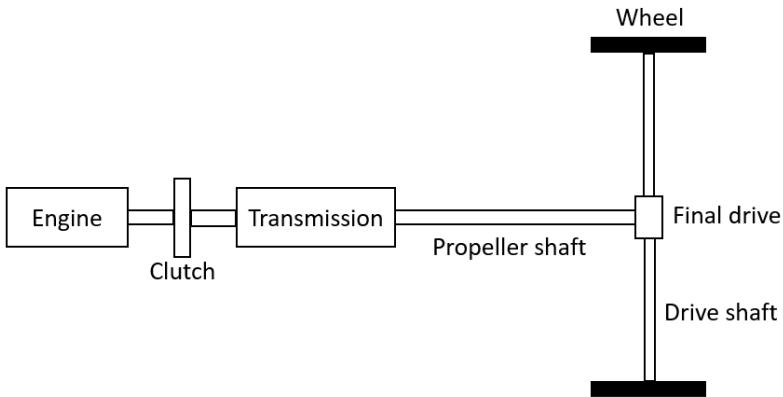 Wheel
Engine
Transmission
Final drive
Propeller shaft
Clutch
Drive shaft